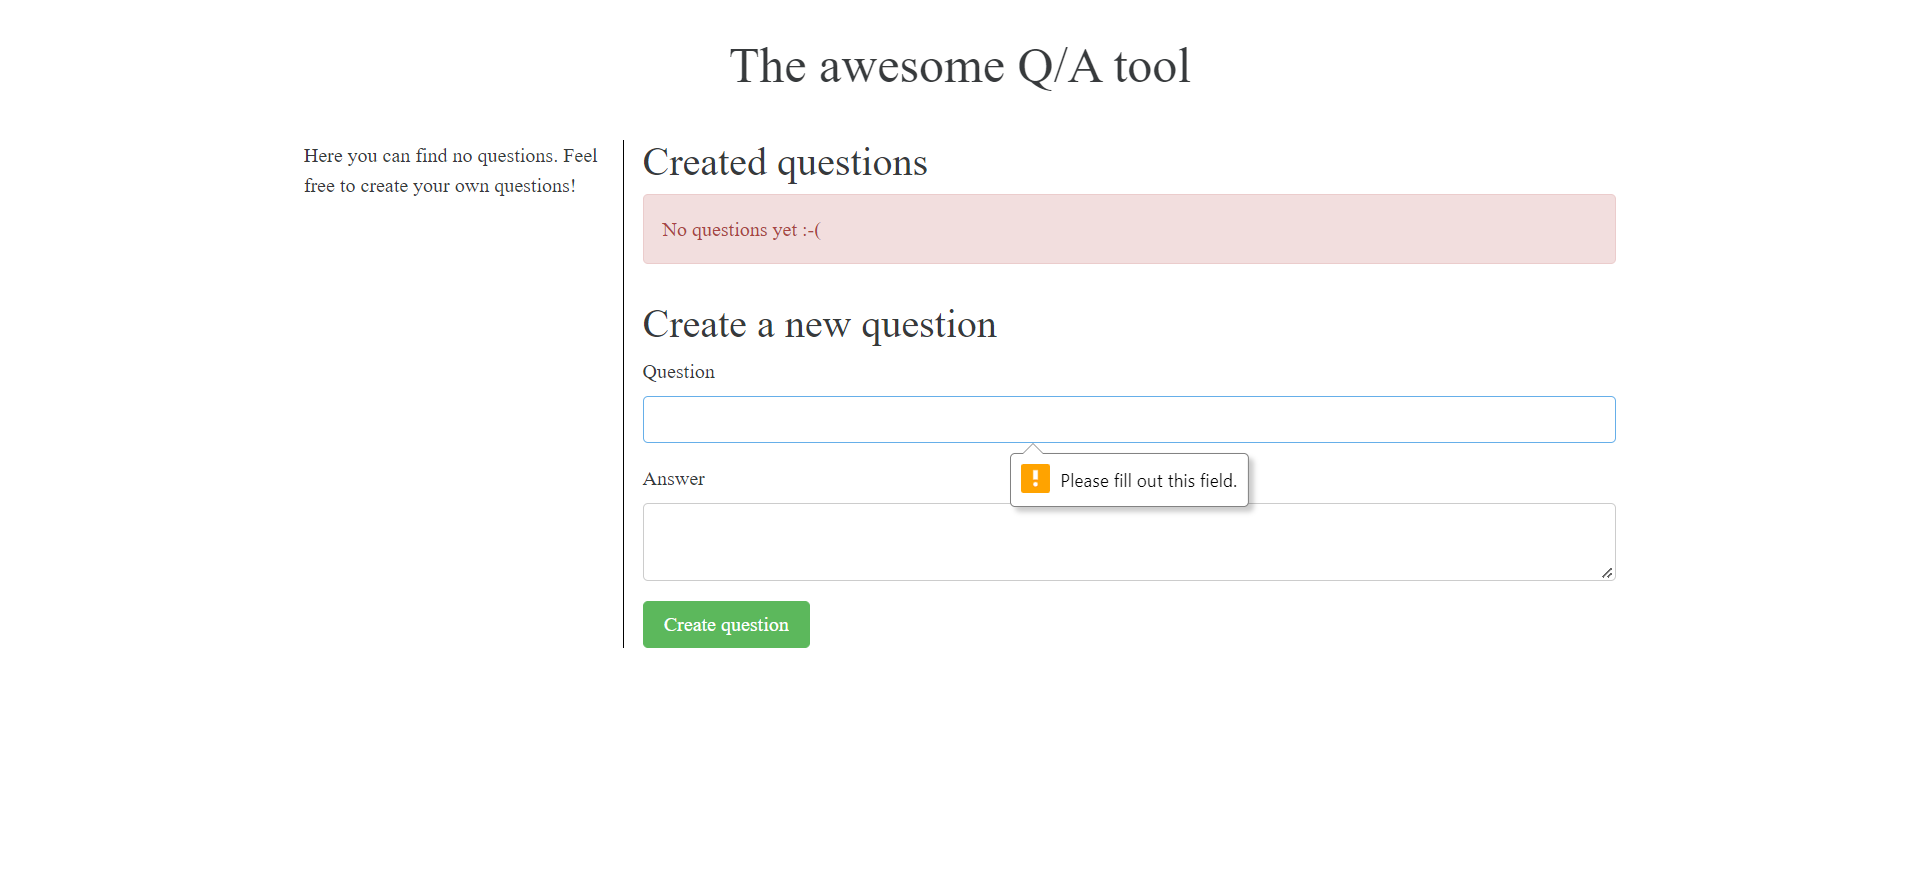 The awesome Q/A tool
Here you can find no questions. Feel
free to create your own questions!
Created questions
No questions yet :-(
Create a new question
Question
Please fill out this field.
Answer
Create question